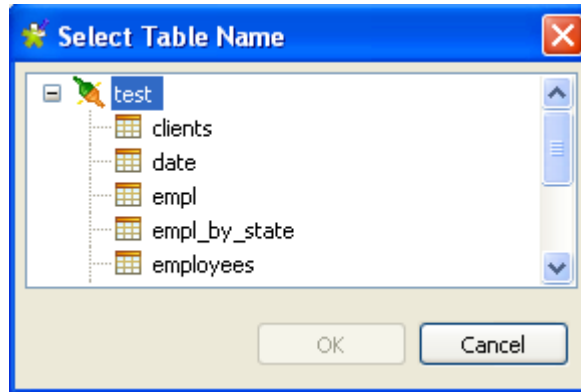 Select Table Name
test
clients
date
empl
empl_by_state
employees
OK Cancel